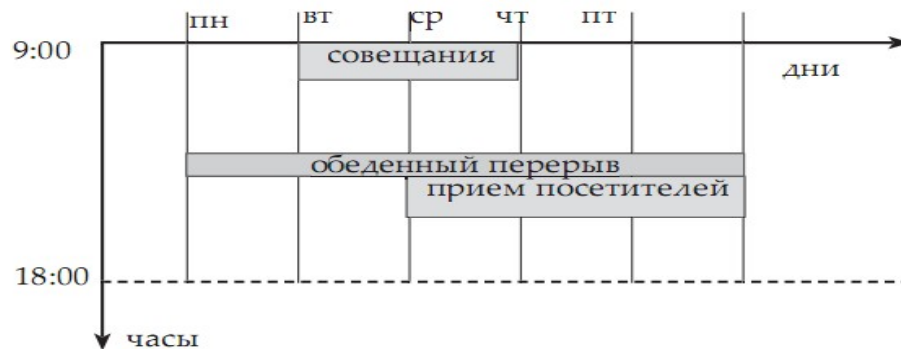 пн вт ср чт пт
9:00
совещания
дни
обеденный перерыв
прием посетителей
18:00
часы